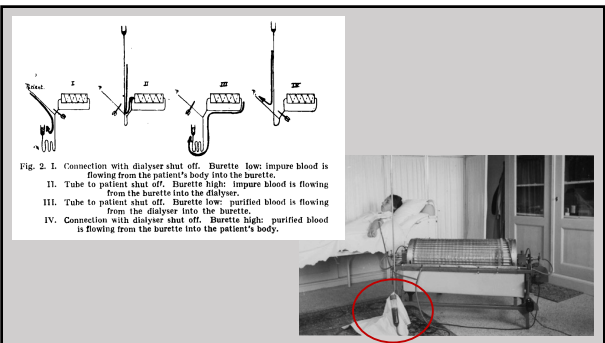 I
II
III
IV
Patient.
P
P
P
Fig. 2. I. Connection with dialyser shut off. Burette low: impure blood is
flowing from the patient's body into the burette.
II. Tube to patient shut off. Burette high: impure blood is flowing
from the burette into the dialyser.
III. Tube to patient shut off. Burette low: purified blood is flowing
from the dialyser into the burette.
IV. Connection with dialyser shut off. Burette high: purified blood
is flowing from the burette into the patient's body.